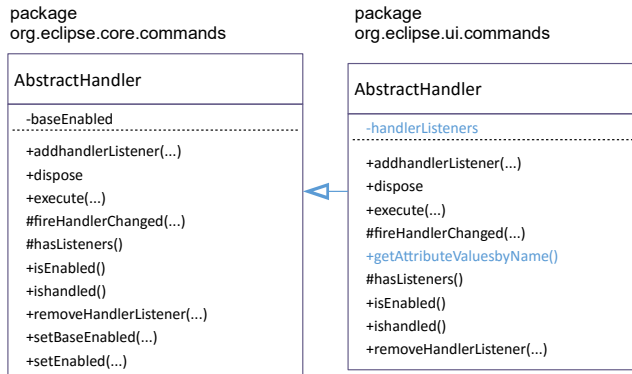 package
org.eclipse.core.commands
AbstractHandler
-baseEnabled
+addhandlerListener(...)
+dispose
+execute(...)
#fireHandlerChanged(...)
#hasListeners()
+isEnabled()
+ishandled()
+removeHandlerListener(...)
+setBaseEnabled(...)
+setEnabled(...)
package
org.eclipse.ui.commands
AbstractHandler
-handlerListeners
+addhandlerListener(...)
+dispose
+execute(...)
#fireHandlerChanged(...)
+getAttributeValuesbyName()
#hasListeners()
+isEnabled()
+ishandled()
+removeHandlerListener(...)